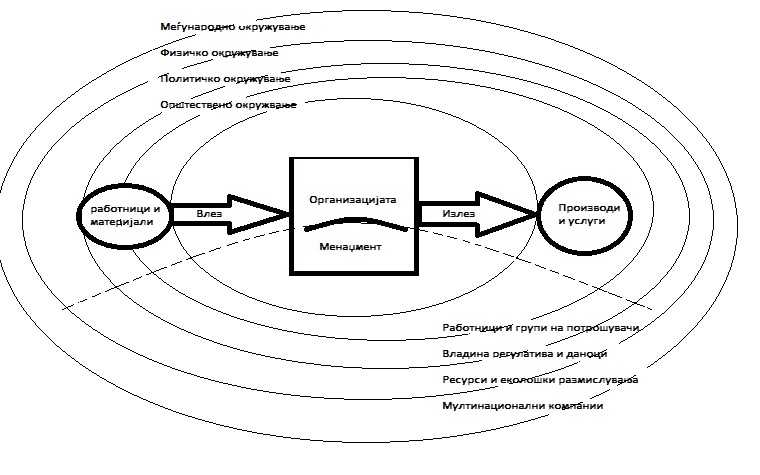 Меѓународно окружување
Физичко окружување
Политичко окружување
Општествено окружвање
работници и
материјали
Влез
Организацијата
Менаџмент
Излез
Производи
и услуги
Работници и групи на потрошувачи
Владина регулатива и даноци
Ресурси и еколошки размислувања
Мултинационални компании